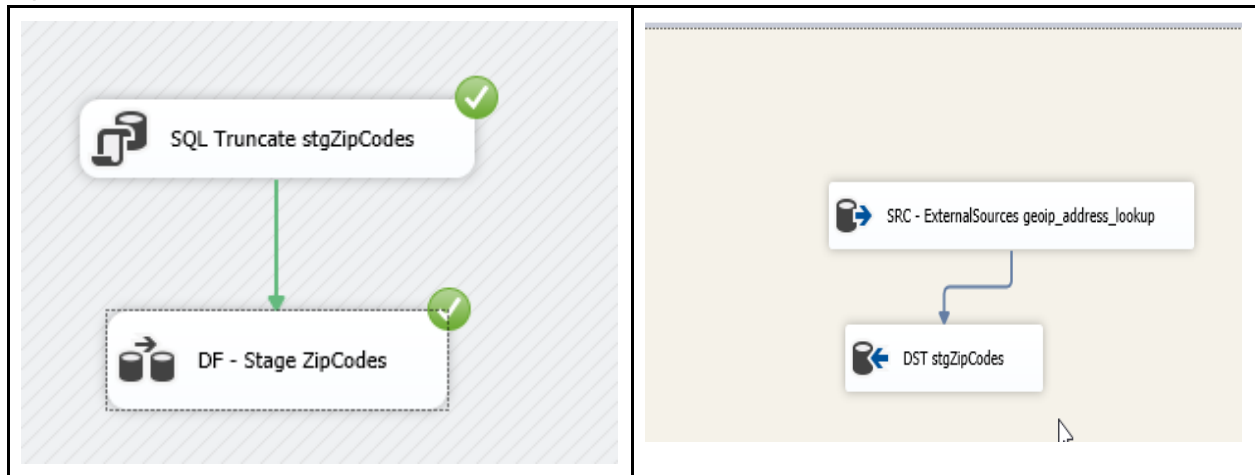 SQL Truncate stgZipCodes
DF - Stage ZipCodes
SRC - ExternalSources geoip_address_lookup
DST stgZipCodes